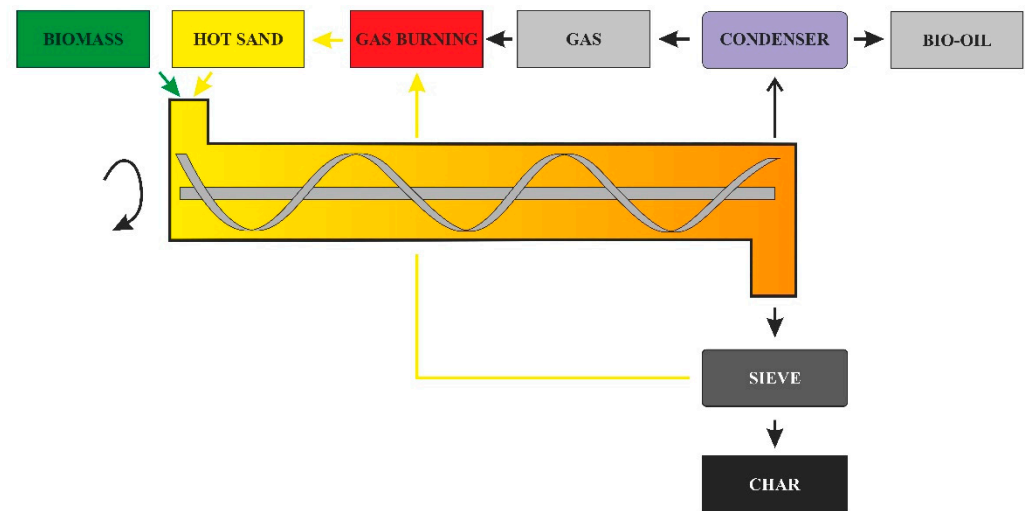 BIOMASS
HOT SAND
GAS BURNING
GAS
CONDENSER
BIO-OIL
SIEVE
CHAR